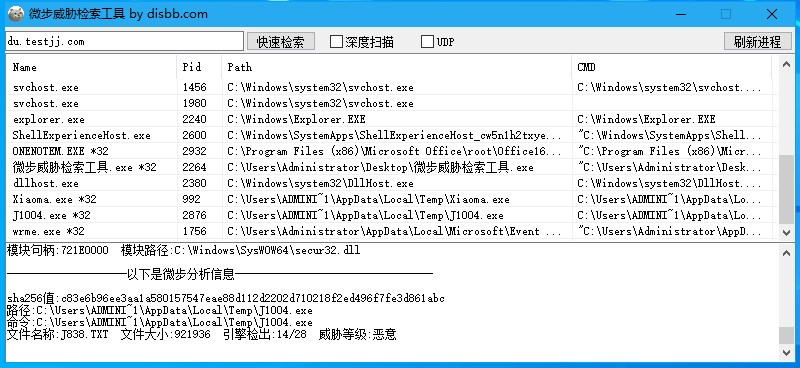 微步威胁检索工具 by disbb.com
du.testjj.com 快速检索 深度扫描 UDP 刷新进程
Name Pid Path CMD
svchost.exe 1456 C:\Windows\system32\svchost.exe C:\Windows\system32\svchost....
svchost.exe 1980 C:\Windows\system32\svchost.exe
explorer.exe 2240 C:\Windows\Explorer.EXE C:\Windows\Explorer.EXE
ShellExperienceHost.exe 2600 C:\Windows\SystemApps\ShellExperienceHost_cw5n1h2txye... "C:\Windows\SystemApps\Shell...
ONENOTEM.EXE *32 2932 C:\Program Files (x86)\Microsoft Office\root\Office16... "C:\Program Files (x86)\Micr...
微步威胁检索工具.exe *32 2264 C:\Users\Administrator\Desktop\微步威胁检索工具.exe "C:\Users\Administrator\Desk...
dllhost.exe 2380 C:\Windows\system32\DllHost.exe C:\Windows\system32\DllHost....
Xiaoma.exe *32 992 C:\Users\ADMINI~1\AppData\Local\Temp\Xiaoma.exe C:\Users\ADMINI~1\AppData\Lo...
J1004.exe *32 2876 C:\Users\ADMINI~1\AppData\Local\Temp\J1004.exe C:\Users\ADMINI~1\AppData\Lo...
wrme.exe *32 1756 C:\Users\Administrator\AppData\Local\Microsoft\Event ... "C:\Users\Administrator\AppD...
模块句柄:721E0000 模块路径:C:\Windows\SysWOW64\secur32.dll
————————以下是微步分析信息————————————————
sha256值:c83e6b96ee3aa1a580157547eae88d112d2202d710218f2ed496f7fe3d861abc
路径:C:\Users\ADMINI~1\AppData\Local\Temp\J1004.exe
命令:C:\Users\ADMINI~1\AppData\Local\Temp\J1004.exe
文件名称:J838.TXT 文件大小:921936 引擎检出:14/28 威胁等级:恶意